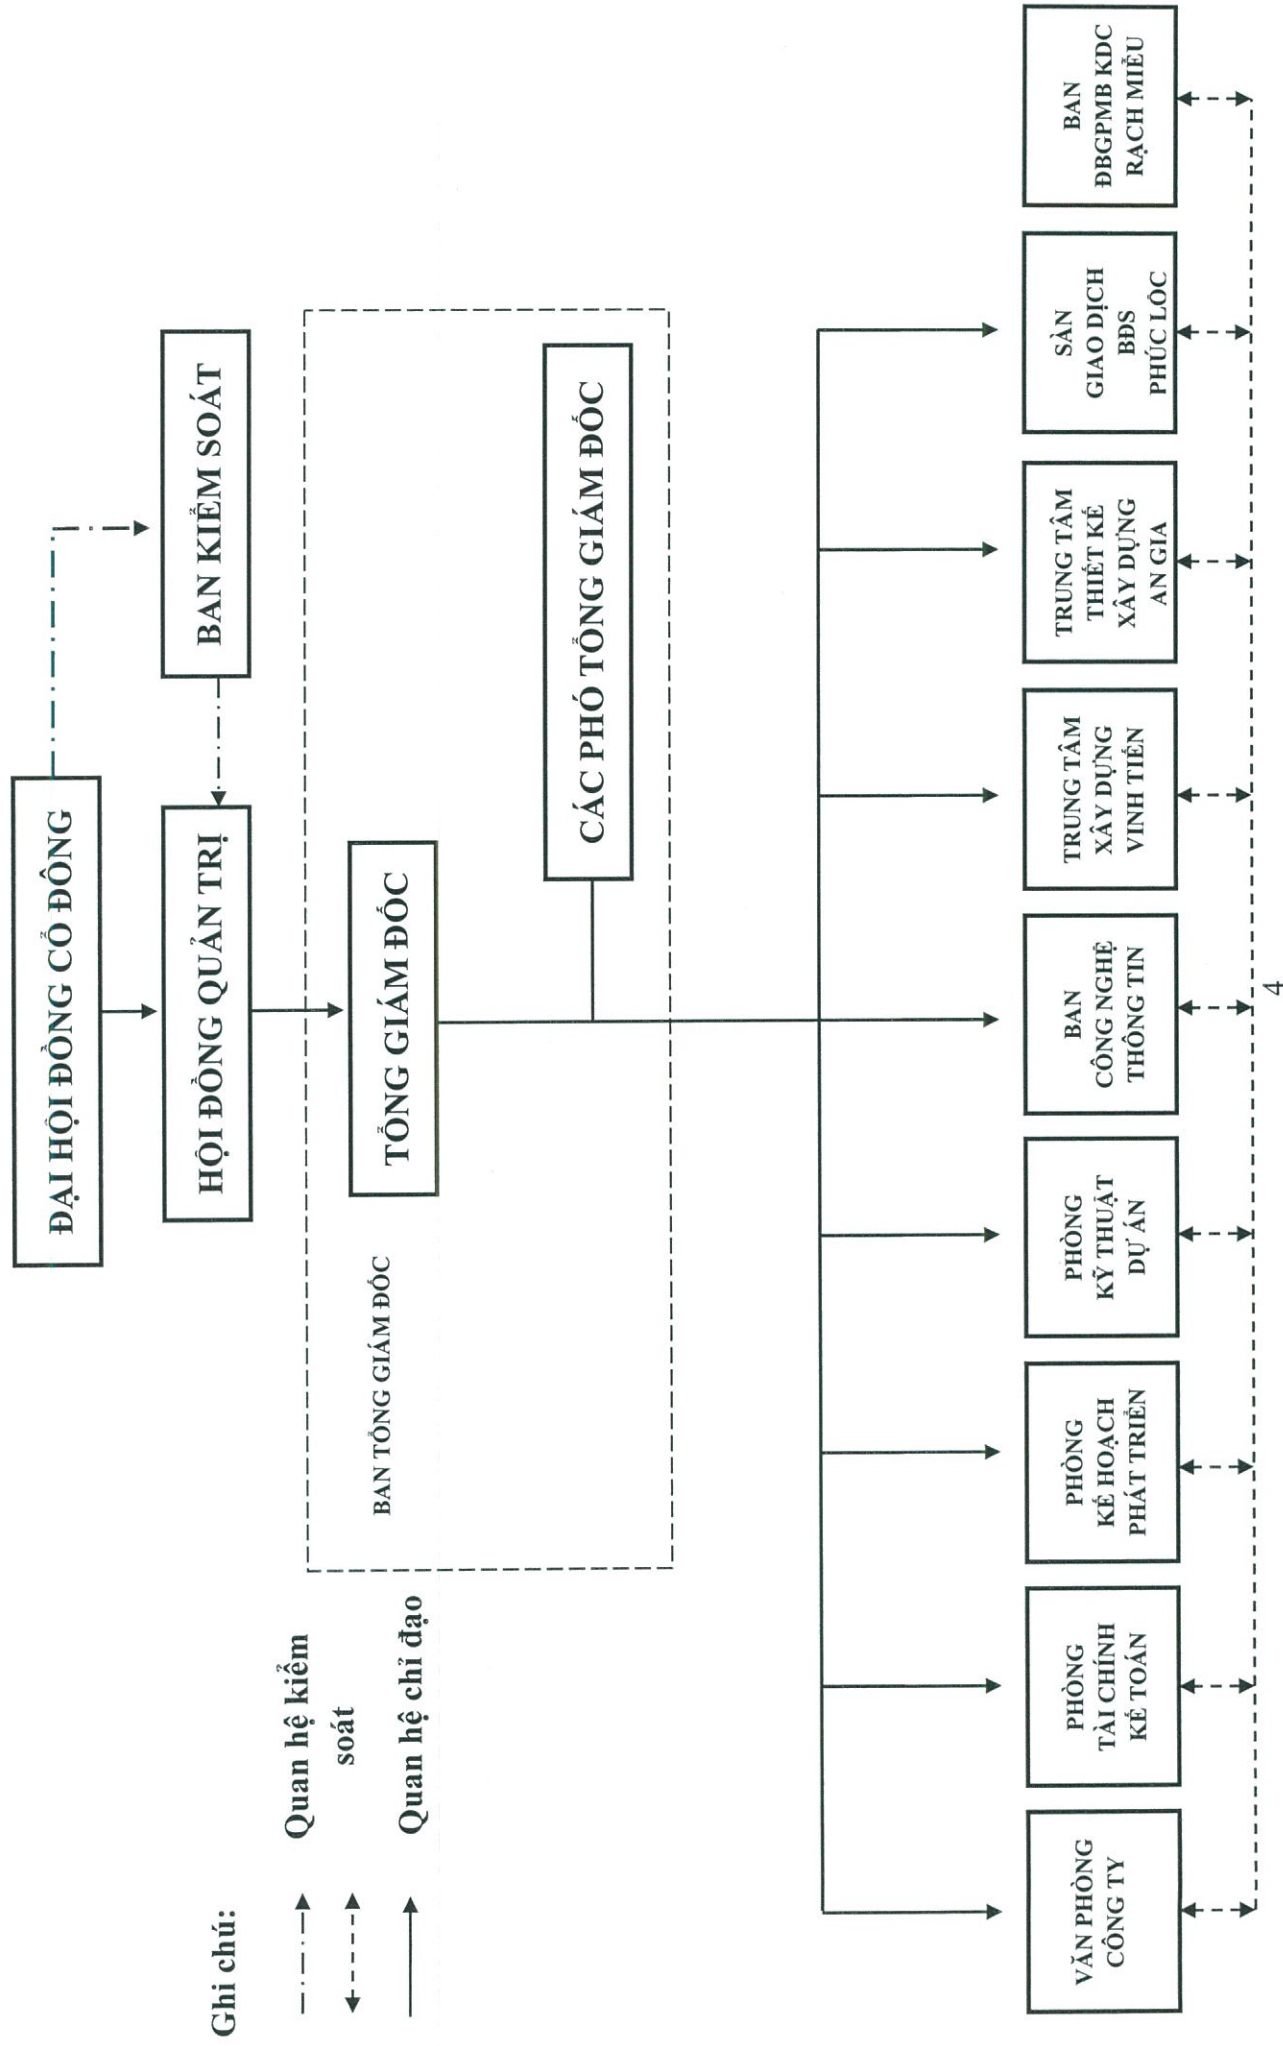 ĐẠI HỘI ĐỒNG CỔ ĐÔNG
HỘI ĐỒNG QUẢN TRỊ
BAN KIỂM SOÁT
TỔNG GIÁM ĐỐC
BAN TỔNG GIÁM ĐỐC
CÁC PHÓ TỔNG GIÁM ĐỐC
Ghi chú:
Quan hệ kiểm
soát
Quan hệ chỉ đạo
VĂN PHÒNG
CÔNG TY
PHÒNG
TÀI CHÍNH
KẾ TOÁN
PHÒNG
KẾ HOẠCH
PHÁT TRIỂN
PHÒNG
KỸ THUẬT
DỰ ÁN
BAN
CÔNG NGHỆ
THÔNG TIN
TRUNG TÂM
XÂY DỰNG
VINH TIẾN
TRUNG TÂM
THIẾT KẾ
XÂY DỰNG
AN GIA
SÀN
GIAO DỊCH
BĐS
PHÚC LỘC
BAN
ĐBGPMB KDC
RẠCH MIỄU
4